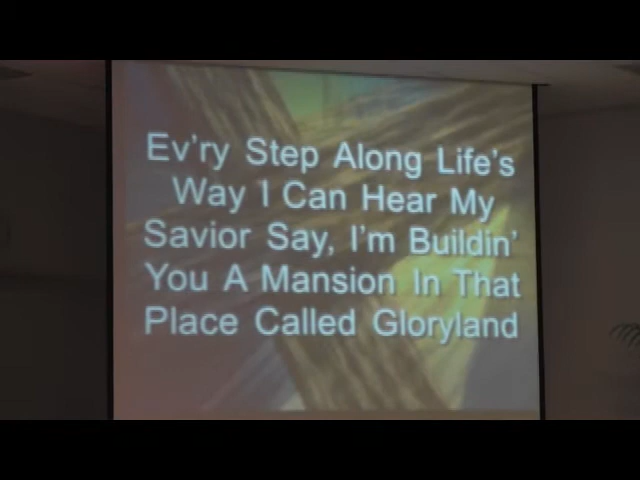 Ev'ry Step Along Life's
Way I Can Hear My
Savior Say, I'm Buildin'
You A Mansion In That
Place Called Gloryland